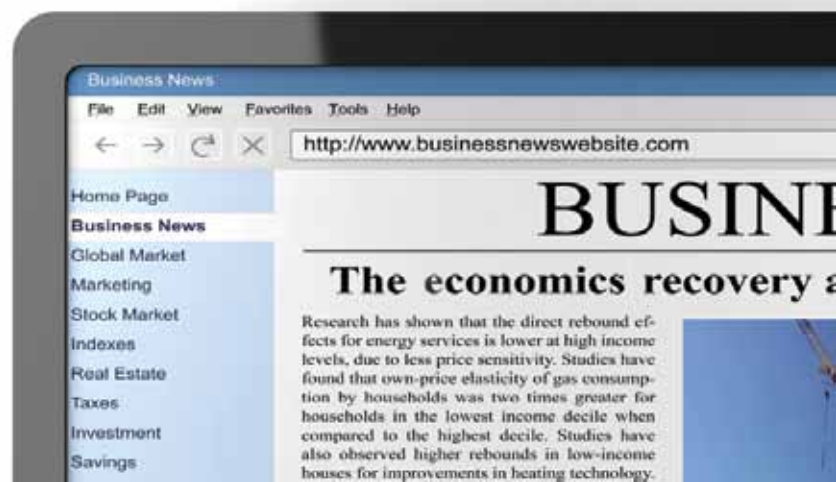 Business News
File Edit View Favorites Tools Help
http://www.businessnewswebsite.com
Home Page
Business News
Global Market
Marketing
Stock Market
Indexes
Real Estate
Taxes
Investment
Savings
BUSINE
The economics recovery a
Research has shown that the direct rebound ef-
fects for energy services is lower at high income
levels, due to less price sensitivity. Studies have
found that own-price elasticity of gas consump-
tion by households was two times greater for
households in the lowest income decile when
compared to the highest decile. Studies have
also observed higher rebounds in low-income
houses for improvements in heating technology.